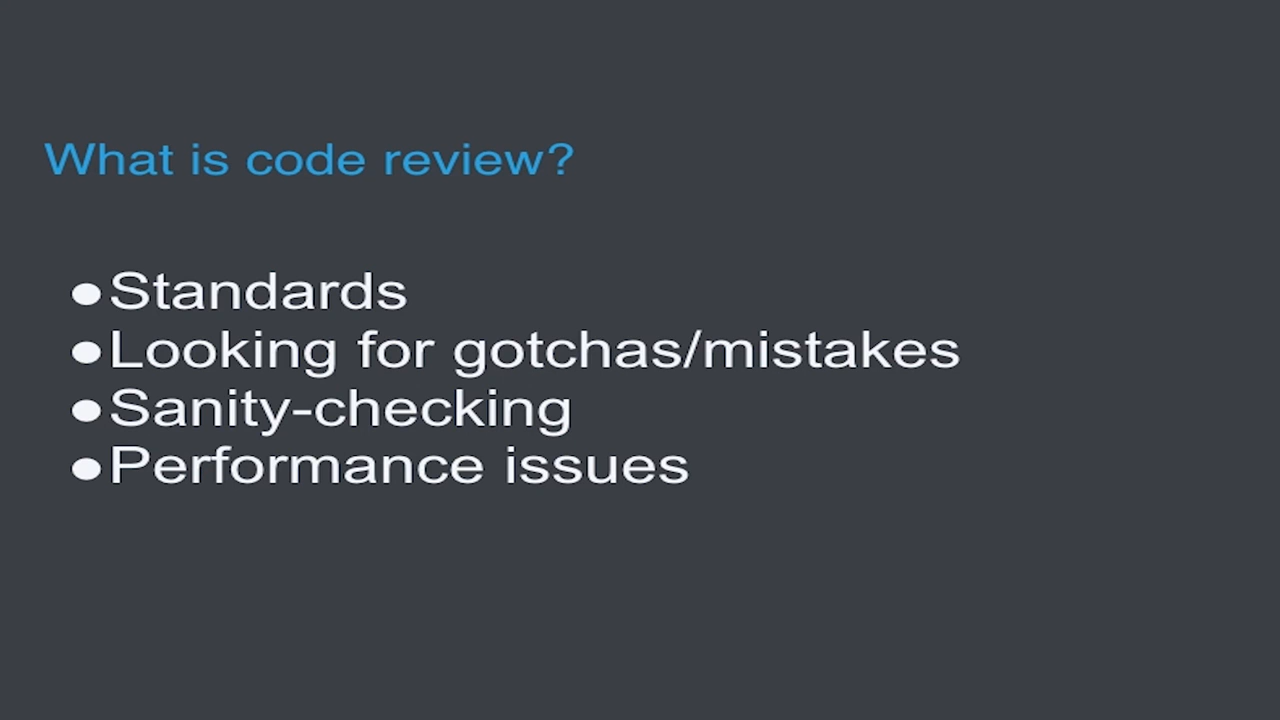 What is code review?
●Standards
●Looking for gotchas/mistakes
●Sanity-checking
●Performance issues